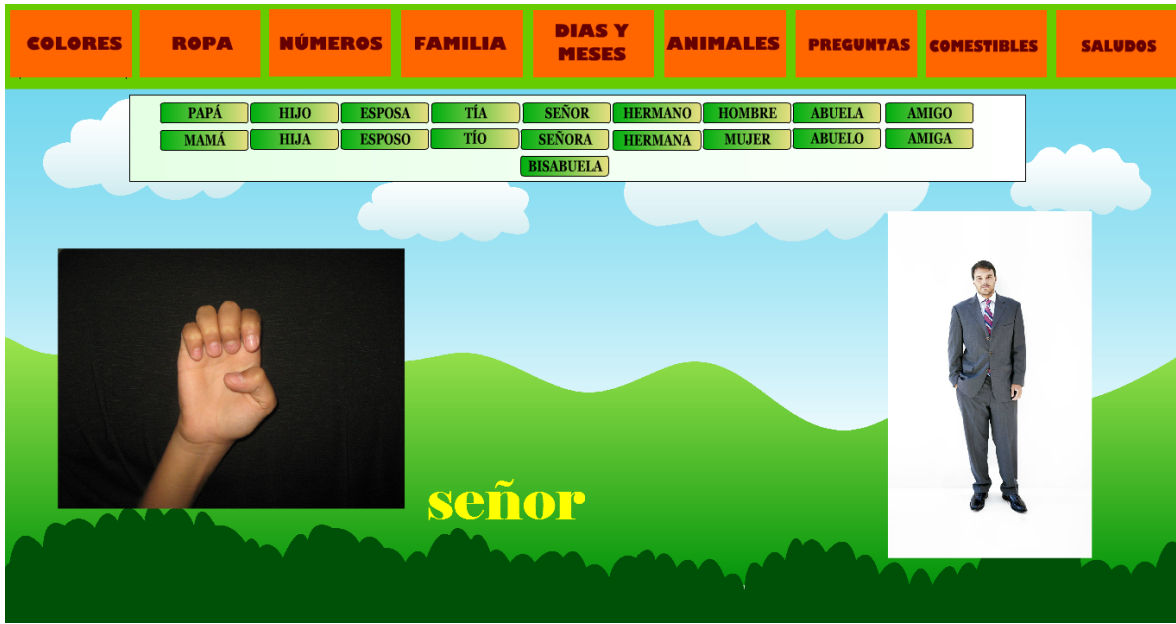 COLORES
ROPA
NÚMEROS
FAMILIA
DIAS Y
MESES
ANIMALES
PREGUNTAS
COMESTIBLES
SALUDOS
PAPÁ HIJO ESPOSA TÍA SEÑOR HERMANO HOMBRE ABUELA AMIGO
MAMÁ HIJA ESPOSO TÍO SEÑORA HERMANA MUJER ABUELO AMIGA
BISABUELA
señor